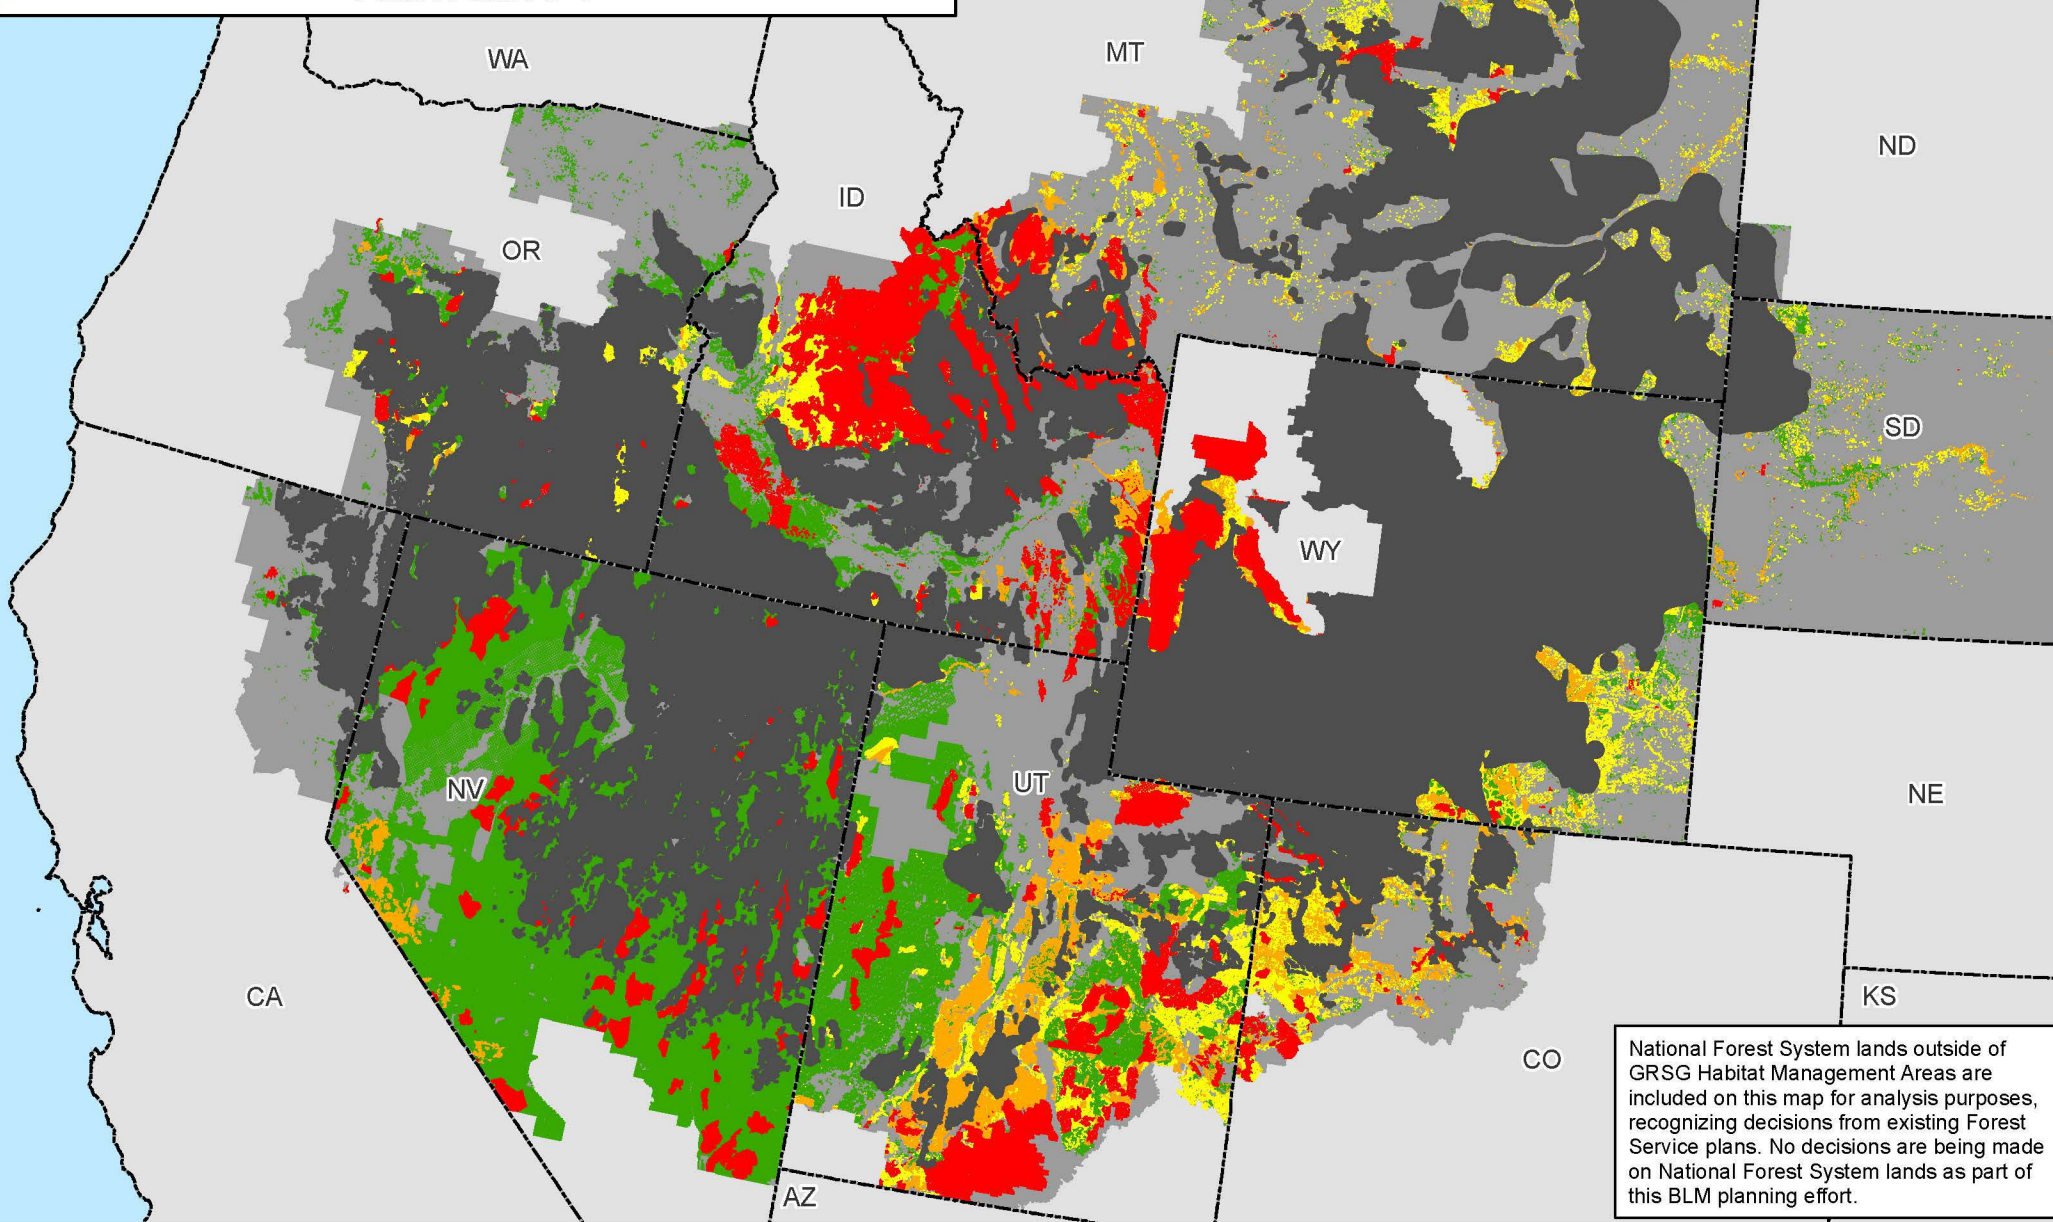 WA
MT
ND
ID
OR
SD
WY
NV
UT
NE
CA
KS
CO
AZ
National Forest System lands outside of
GRSG Habitat Management Areas are
included on this map for analysis purposes,
recognizing decisions from existing Forest
Service plans. No decisions are being made
on National Forest System lands as part of
this BLM planning effort.